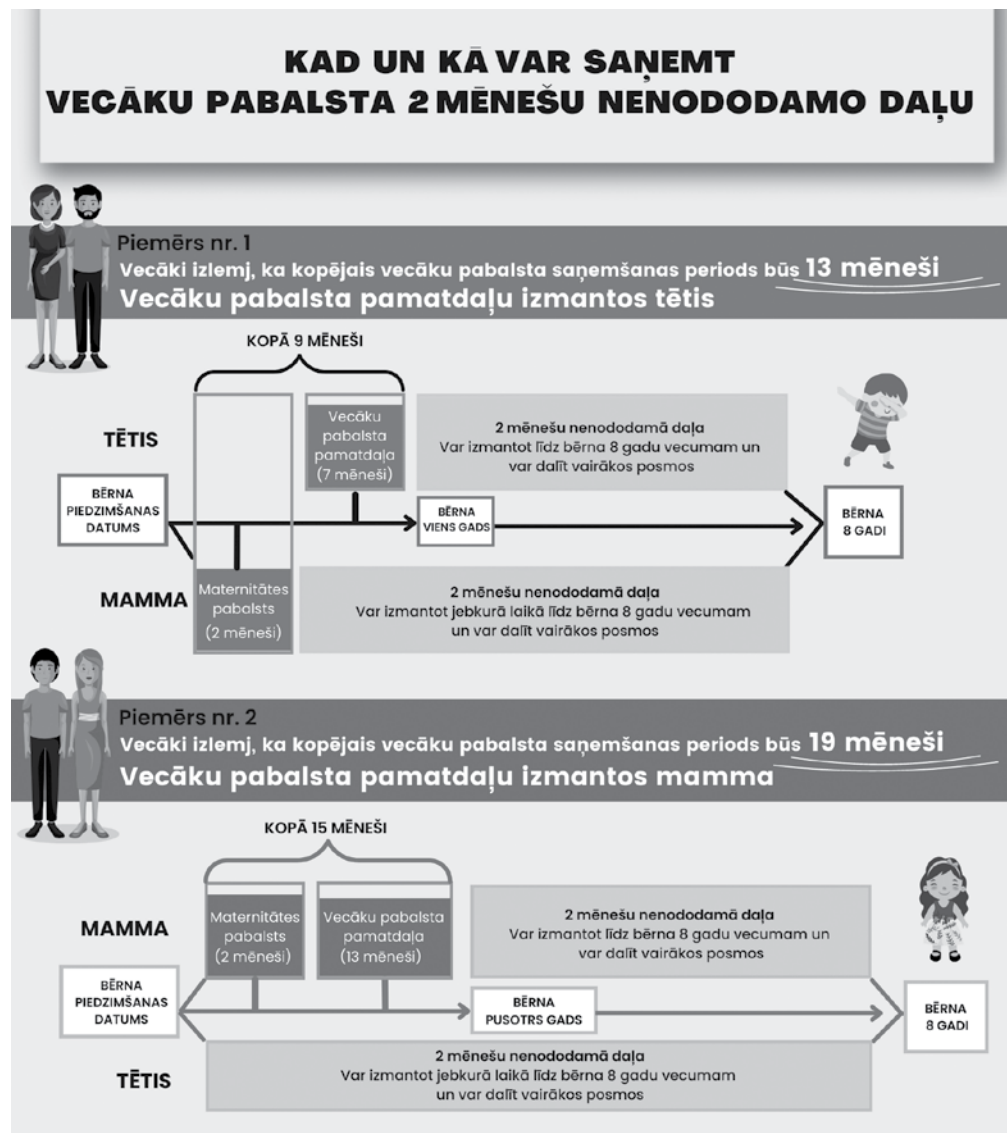 KAD UN KĀ VAR SAŅEMT
VECĀKU PABALSTA 2 MĒNEŠU NENODODAMO DAĻU
Piemērs nr. 1
Vecāki izlemj, ka kopējais vecāku pabalsta saņemšanas periods būs 13 mēneši
Vecāku pabalsta pamatdaļu izmantos tētis
KOPĀ 9 MĒNEŠI
TĒTIS
Vecāku
pabalsta
pamatdaļa
(7 mēneši)
2 mēnešu nenododamā daļa
Var izmantot līdz bērna 8 gadu vecumam un
var dalīt vairākos posmos
BĒRNA
PIEDZIMŠANAS
DATUMS
BĒRNA
VIENS GADS
BĒRNA
8 GADI
MAMMA
Maternitātes
pabalsts
(2 mēneši)
2 mēnešu nenododamā daļa
Var izmantot jebkurā laikā līdz bērna 8 gadu vecumam
un var dalīt vairākos posmos
Piemērs nr. 2
Vecāki izlemj, ka kopējais vecāku pabalsta saņemšanas periods būs 19 mēneši
Vecāku pabalsta pamatdaļu izmantos mamma
KOPĀ 15 MĒNEŠI
MAMMA
Maternitātes
pabalsts
(2 mēneši)
Vecāku pabalsta
pamatdaļa
(13 mēneši)
2 mēnešu nenododamā daļa
Var izmantot līdz bērna 8 gadu vecumam un
var dalīt vairākos posmos
BĒRNA
PIEDZIMŠANAS
DATUMS
BĒRNA
PUSOTRS GADS
BĒRNA
8 GADI
TĒTIS
2 mēnešu nenododamā daļa
Var izmantot jebkurā laikā līdz bērna 8 gadu vecumam
un var dalīt vairākos posmos